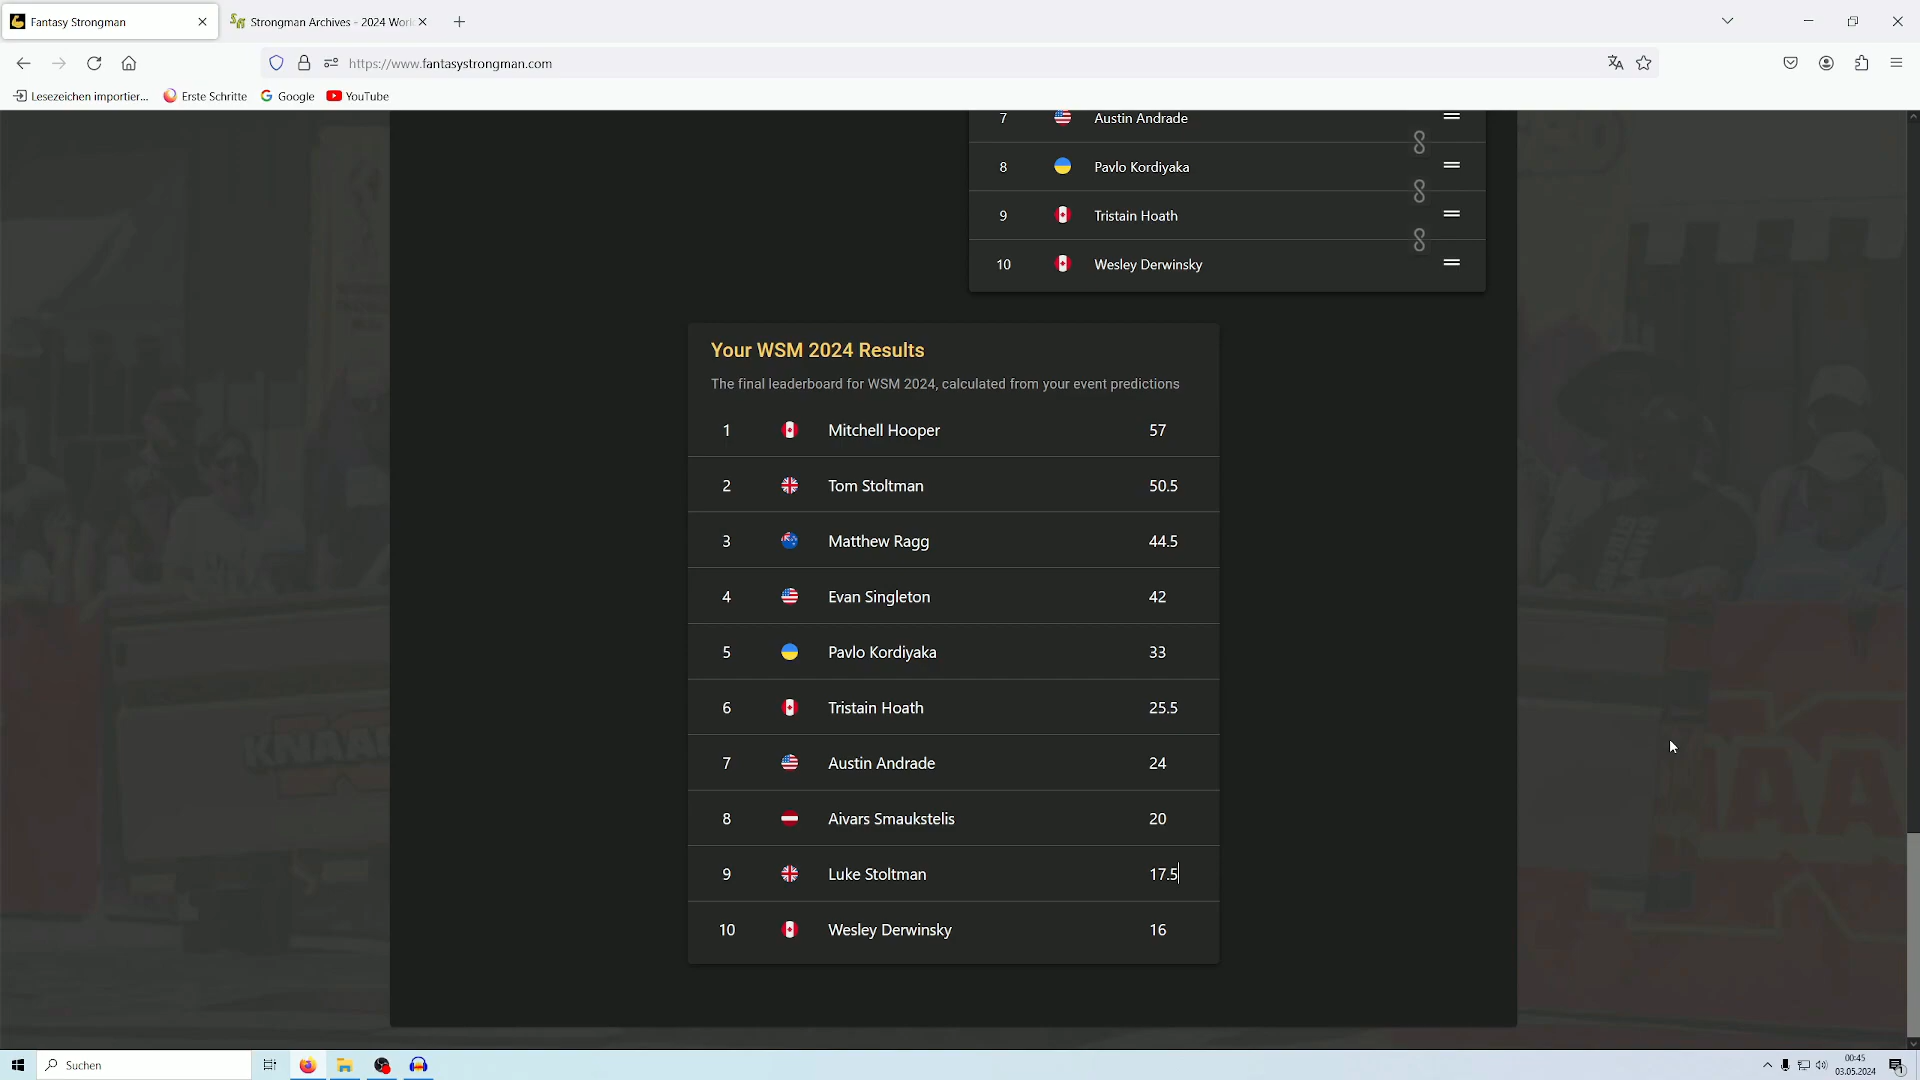 Fantasy Strongman
Strongman Archives - 2024 Worl
https://www.fantasystrongman.com
Lesezeichen importier...
Erste Schritte
Google
YouTube
7 Austin Andrade
8 Pavlo Kordiyaka
9 Tristain Hoath
10 Wesley Derwinsky
Your WSM 2024 Results
The final leaderboard for WSM 2024, calculated from your event predictions
1 Mitchell Hooper 57
2 Tom Stoltman 50.5
3 Matthew Ragg 44.5
4 Evan Singleton 42
5 Pavlo Kordiyaka 33
6 Tristain Hoath 25.5
7 Austin Andrade 24
8 Aivars Smaukstelis 20
9 Luke Stoltman 17.5
10 Wesley Derwinsky 16
KNAA
Suchen
00:45
03.05.2024